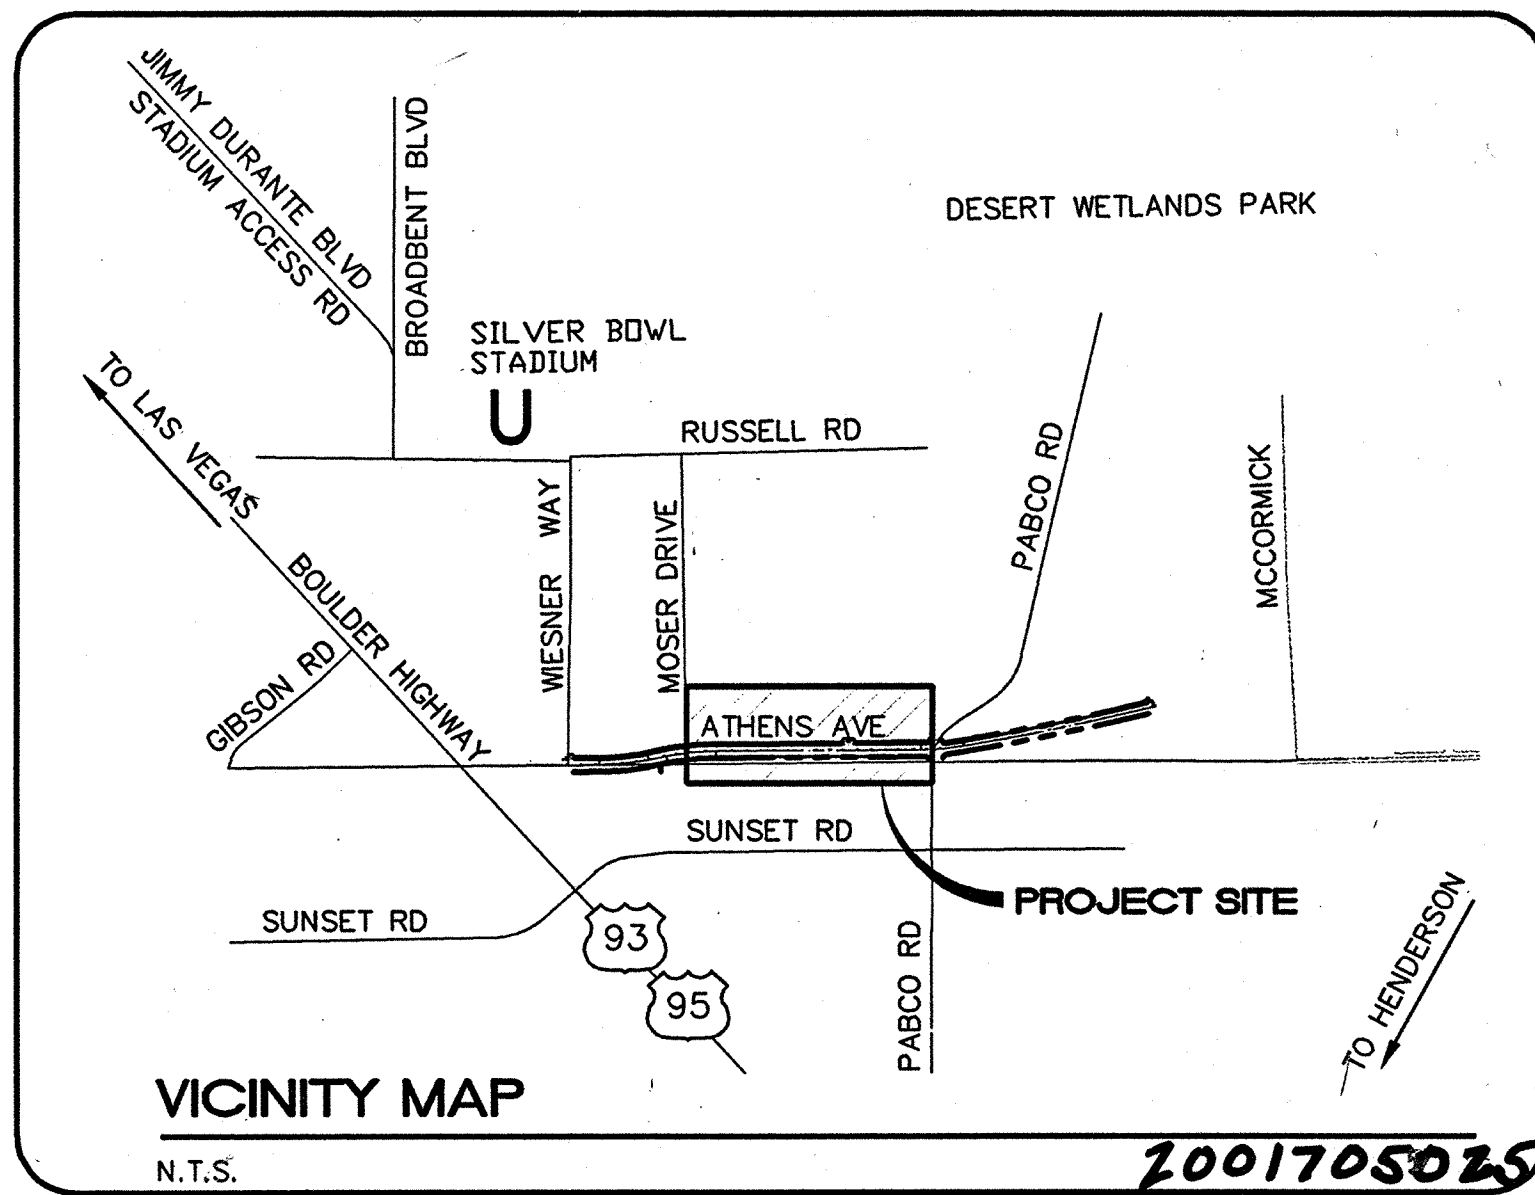 JIMMY DURANTE BLVD
STADIUM ACCESS RD
BROADBENT BLVD
DESERT WETLANDS PARK
SILVER BOWL
STADIUM
U
TO LAS VEGAS
RUSSELL RD
PABCO RD
MCCORMICK
WIESNER WAY
MOSER DRIVE
BOULDER HIGHWAY
GIBSON RD
ATHENS AVE
SUNSET RD
PROJECT SITE
SUNSET RD
93
95
PABCO RD
TO HENDERSON
VICINITY MAP
N.T.S.
2001705025